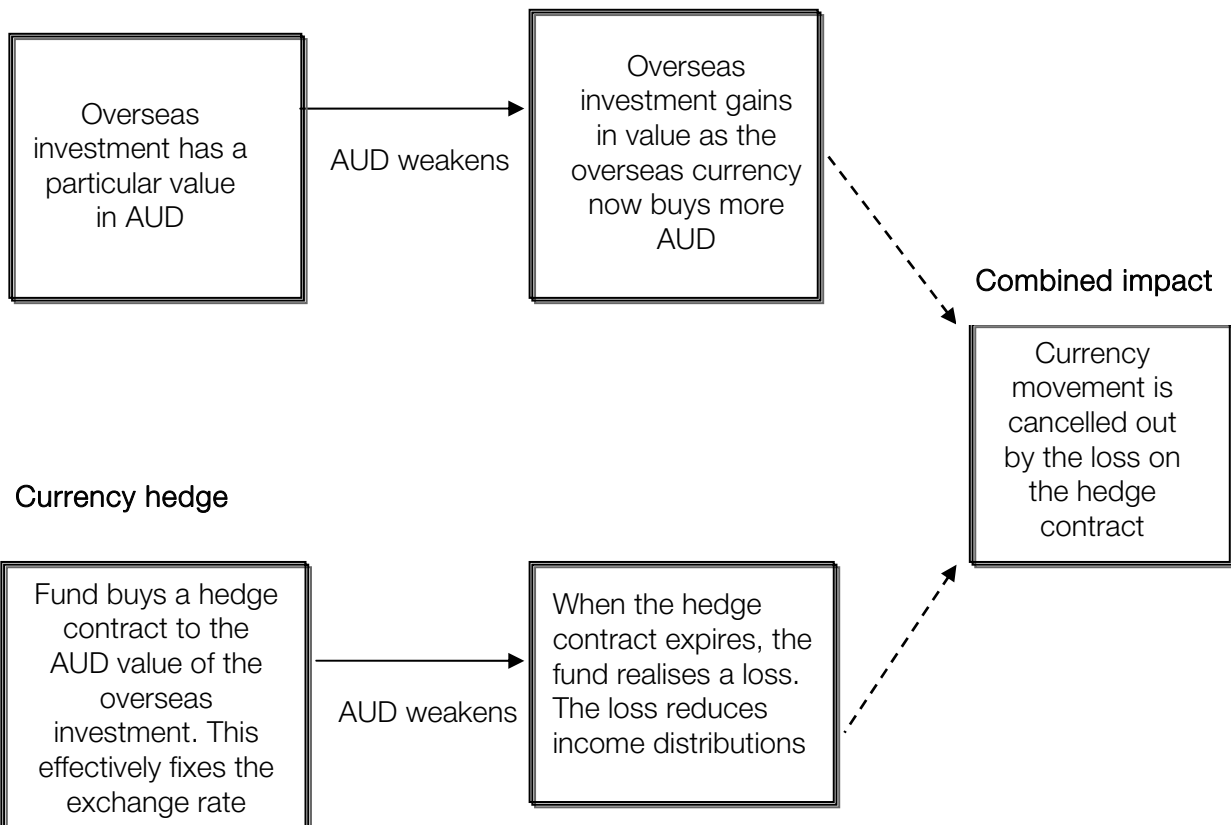 Overseas
investment has a
particular value
in AUD
AUD weakens
Overseas
investment gains
in value as the
overseas currency
now buys more
AUD
Combined impact
Currency
movement is
cancelled out
by the loss on
the hedge
contract
Currency hedge
Fund buys a hedge
contract to the
AUD value of the
overseas
investment. This
effectively fixes the
exchange rate
AUD weakens
When the hedge
contract expires, the
fund realises a loss.
The loss reduces
income distributions